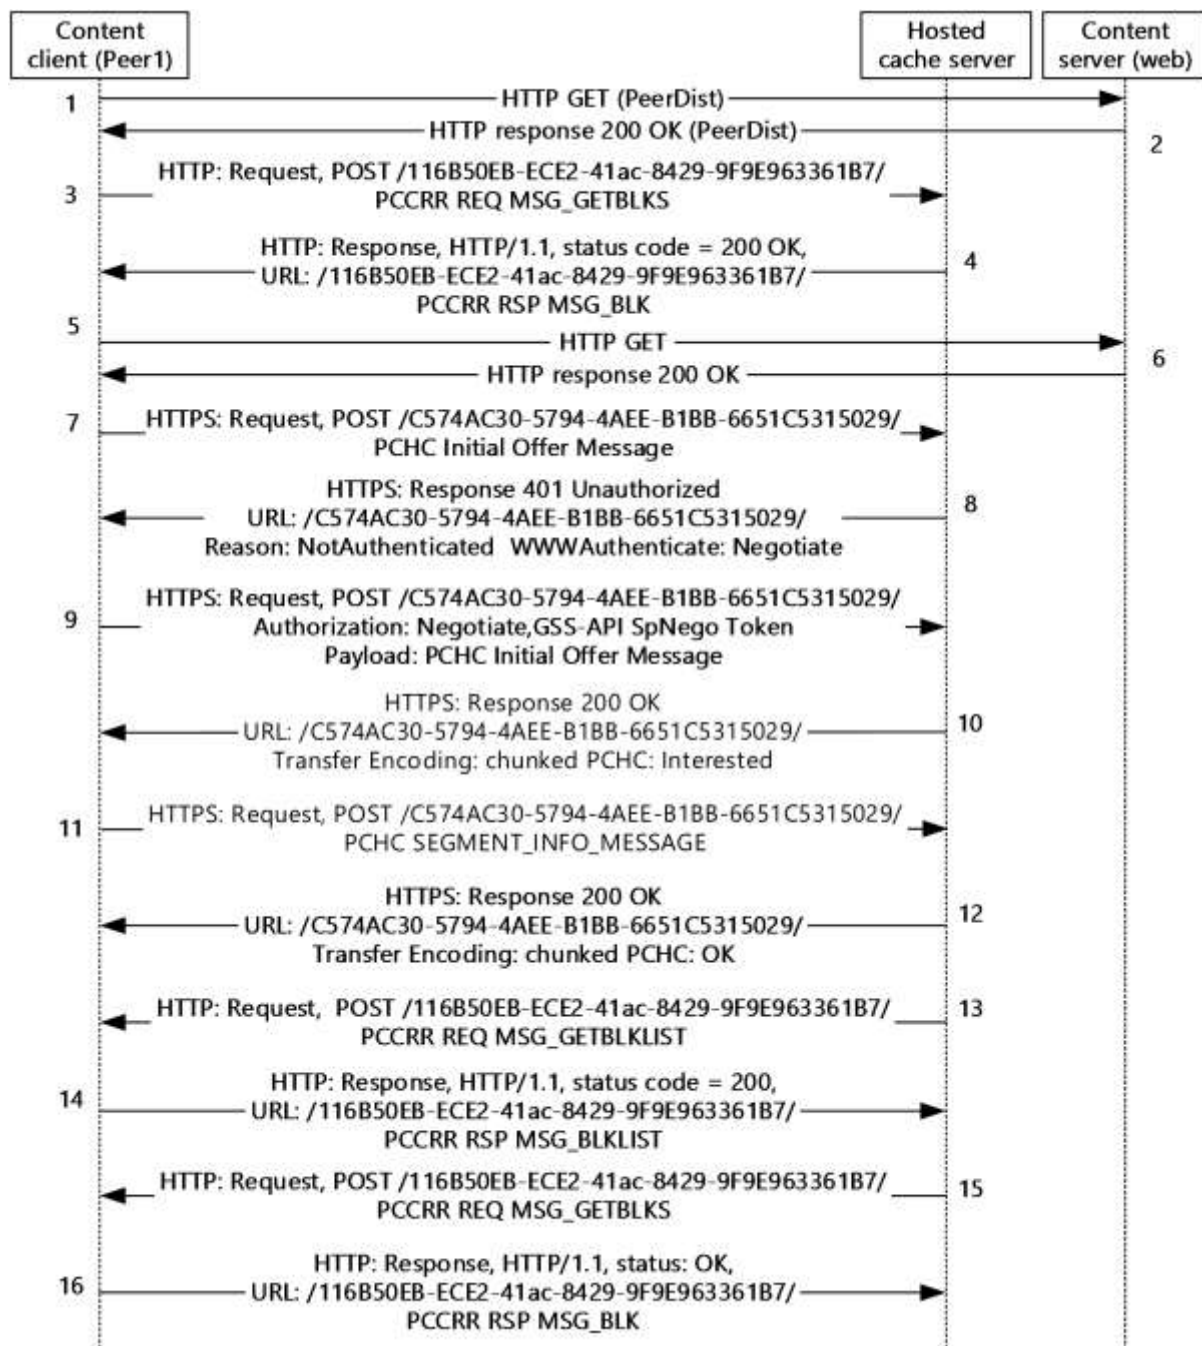 Content
client (Peer1)
Hosted
cache server
Content
server (web)
1
HTTP GET (PeerDist)
HTTP response 200 OK (PeerDist)
2
HTTP: Request, POST /116B50EB-ECE2-41ac-8429-9F9E963361B7/
3
PCCRR REQ MSG_GETBLKS
HTTP: Response, HTTP/1.1, status code = 200 OK,
4
URL: /116B50EB-ECE2-41ac-8429-9F9E963361B7/
PCCRR RSP MSG_BLK
5
HTTP GET
6
HTTP response 200 OK
7
HTTPS: Request, POST /C574AC30-5794-4AEE-B1BB-6651C5315029/
PCHC Initial Offer Message
HTTPS: Response 401 Unauthorized
8
URL: /C574AC30-5794-4AEE-B1BB-6651C5315029/
Reason: NotAuthenticated WWWAuthenticate: Negotiate
HTTPS: Request, POST /C574AC30-5794-4AEE-B1BB-6651C5315029/
9
Authorization: Negotiate,GSS-API SpNego Token
Payload: PCHC Initial Offer Message
HTTPS: Response 200 OK
10
URL: /C574AC30-5794-4AEE-B1BB-6651C5315029/
Transfer Encoding: chunked PCHC: Interested
11
HTTPS: Request, POST /C574AC30-5794-4AEE-B1BB-6651C5315029/
PCHC SEGMENT_INFO_MESSAGE
HTTPS: Response 200 OK
12
URL: /C574AC30-5794-4AEE-B1BB-6651C5315029/
Transfer Encoding: chunked PCHC: OK
HTTP: Request, POST /116B50EB-ECE2-41ac-8429-9F9E963361B7/
13
PCCRR REQ MSG_GETBLKLIST
HTTP: Response, HTTP/1.1, status code = 200,
14
URL: /116B50EB-ECE2-41ac-8429-9F9E963361B7/
PCCRR RSP MSG_BLKLIST
HTTP: Request, POST /116B50EB-ECE2-41ac-8429-9F9E963361B7/
15
PCCRR REQ MSG_GETBLKS
HTTP: Response, HTTP/1.1, status: OK,
16
URL: /116B50EB-ECE2-41ac-8429-9F9E963361B7/
PCCRR RSP MSG_BLK